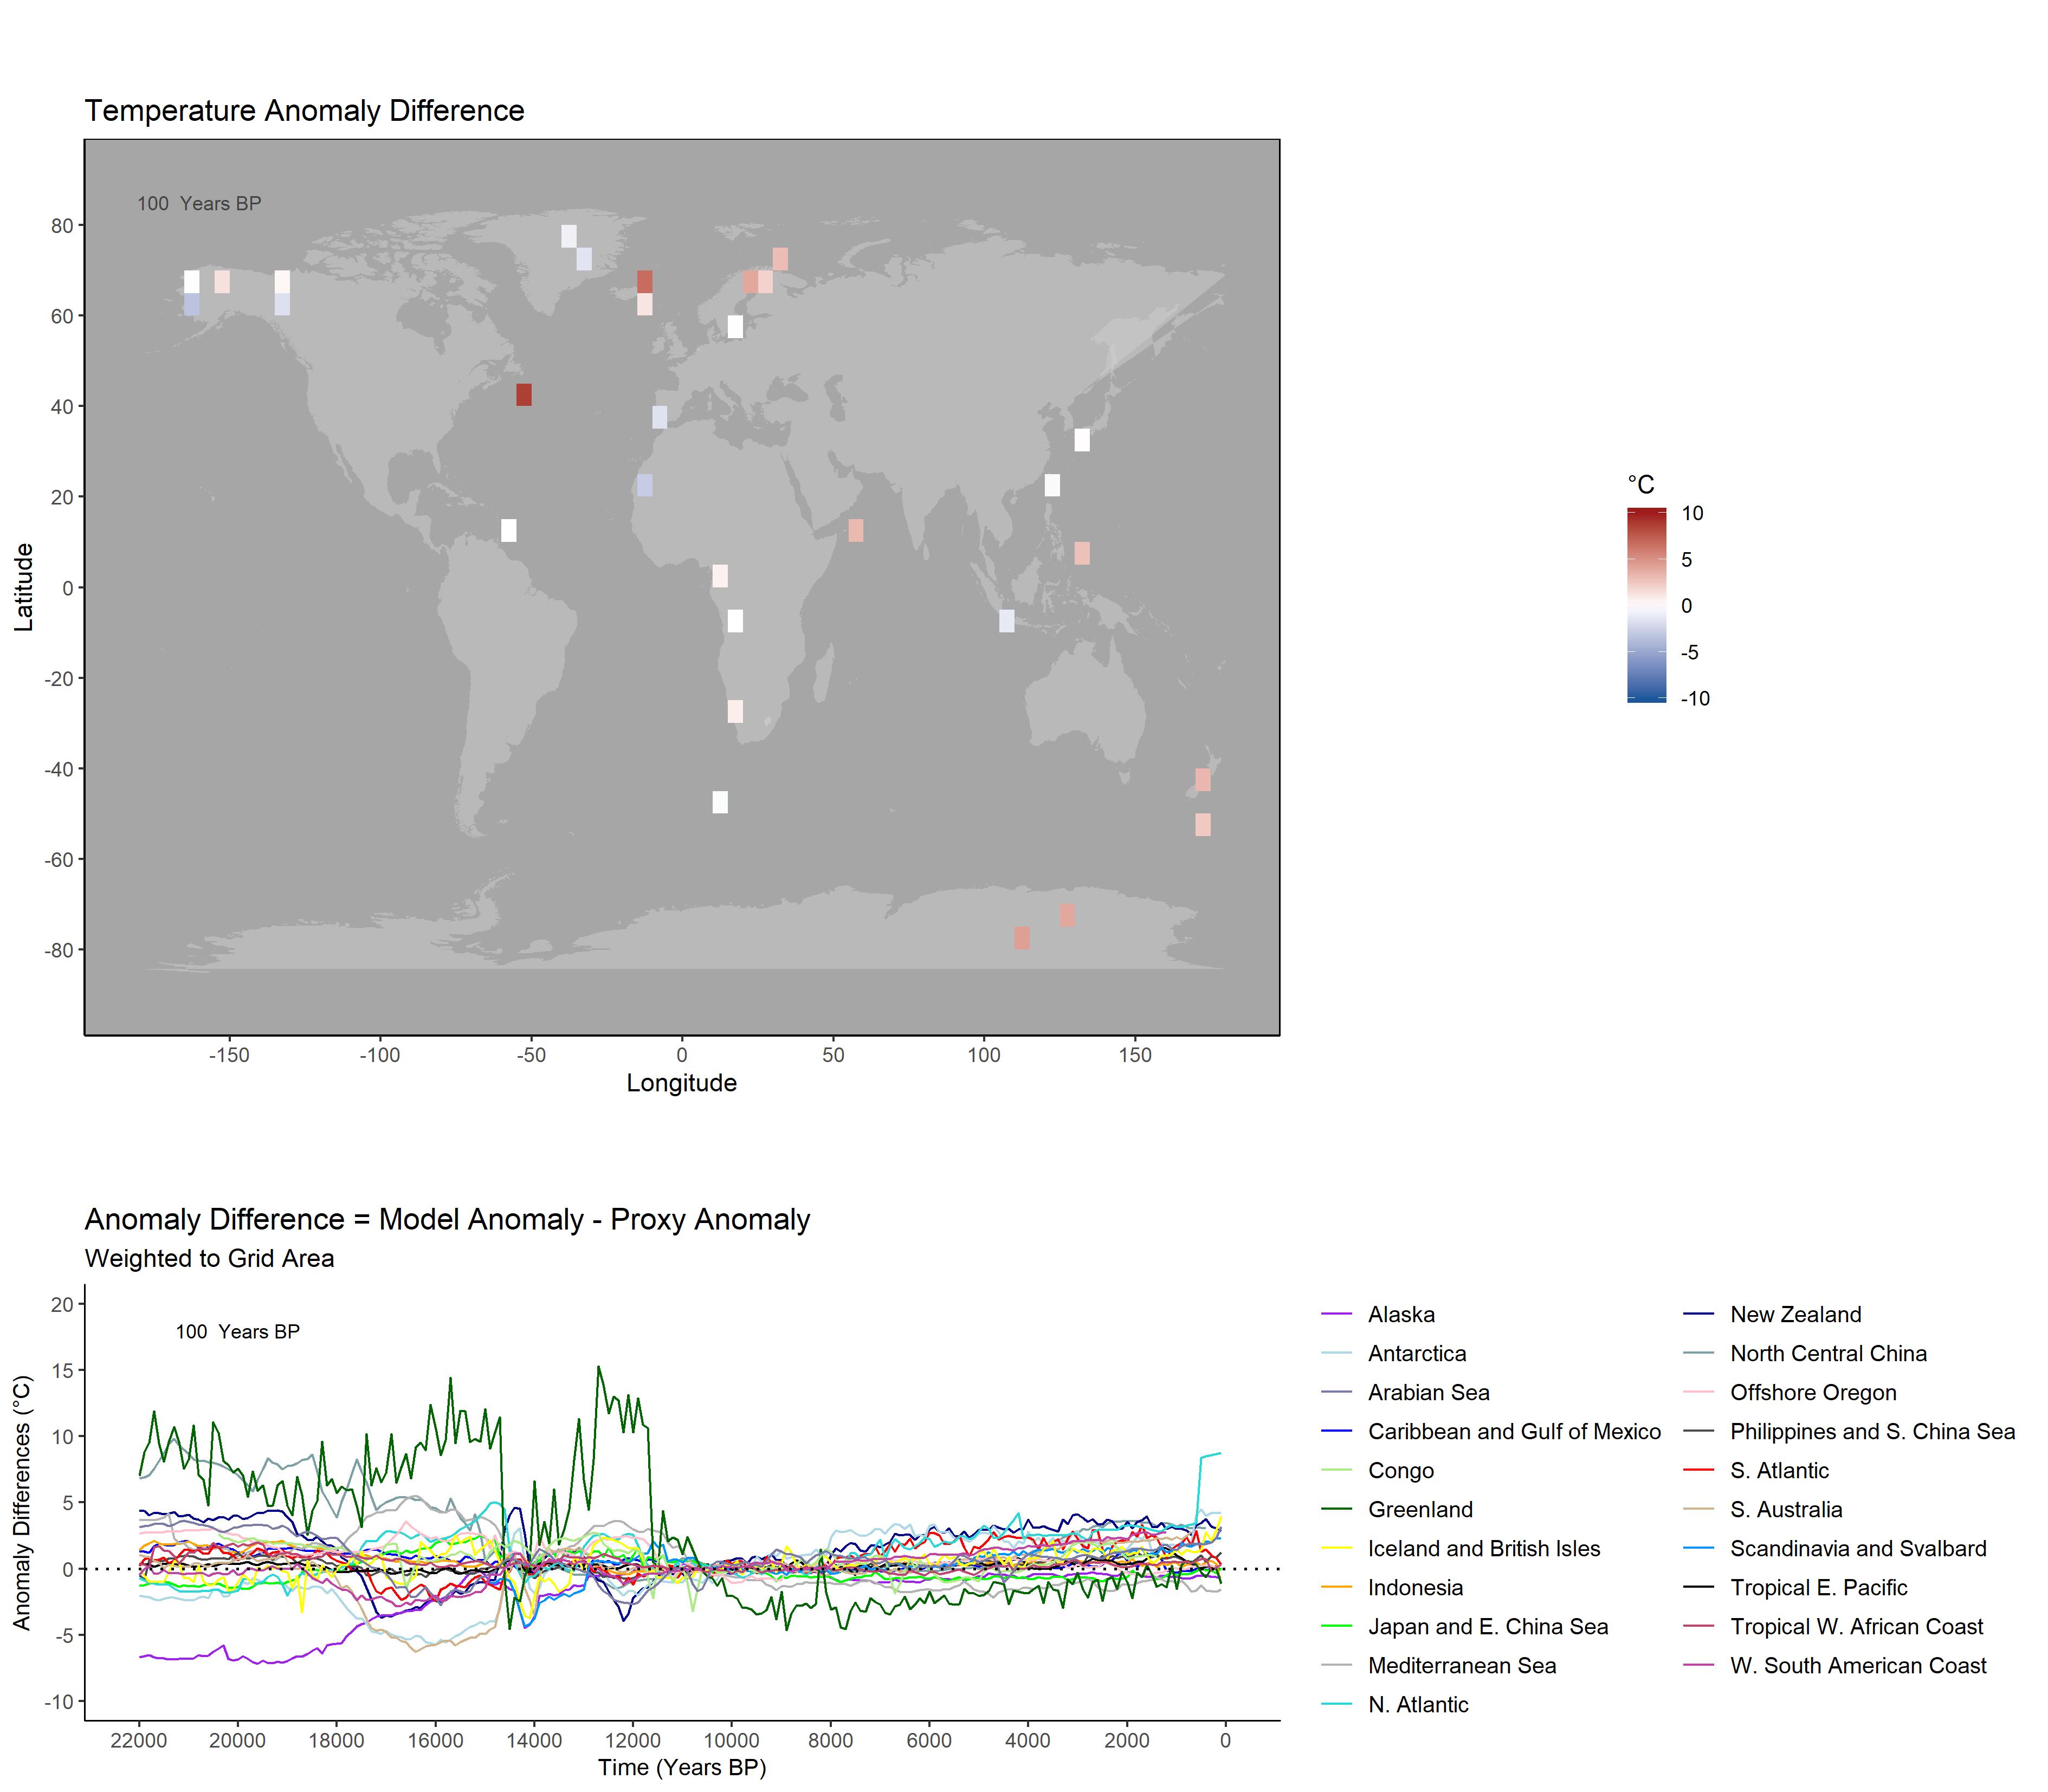 Temperature Anomaly Difference
100  Years BP
Latitude
80
60
40
20
0
-20
-40
-60
-80
-150
-100
-50
0
50
100
150
Longitude
°C
10
5
0
-5
-10
Anomaly Difference = Model Anomaly - Proxy Anomaly
Weighted to Grid Area
100  Years BP
Anomaly Differences (°C)
20
15
10
5
0
-5
-10
22000
20000
18000
16000
14000
12000
10000
8000
6000
4000
2000
0
Time (Years BP)
Alaska
Antarctica
Arabian Sea
Caribbean and Gulf of Mexico
Congo
Greenland
Iceland and British Isles
Indonesia
Japan and E. China Sea
Mediterranean Sea
N. Atlantic
New Zealand
North Central China
Offshore Oregon
Philippines and S. China Sea
S. Atlantic
S. Australia
Scandinavia and Svalbard
Tropical E. Pacific
Tropical W. African Coast
W. South American Coast